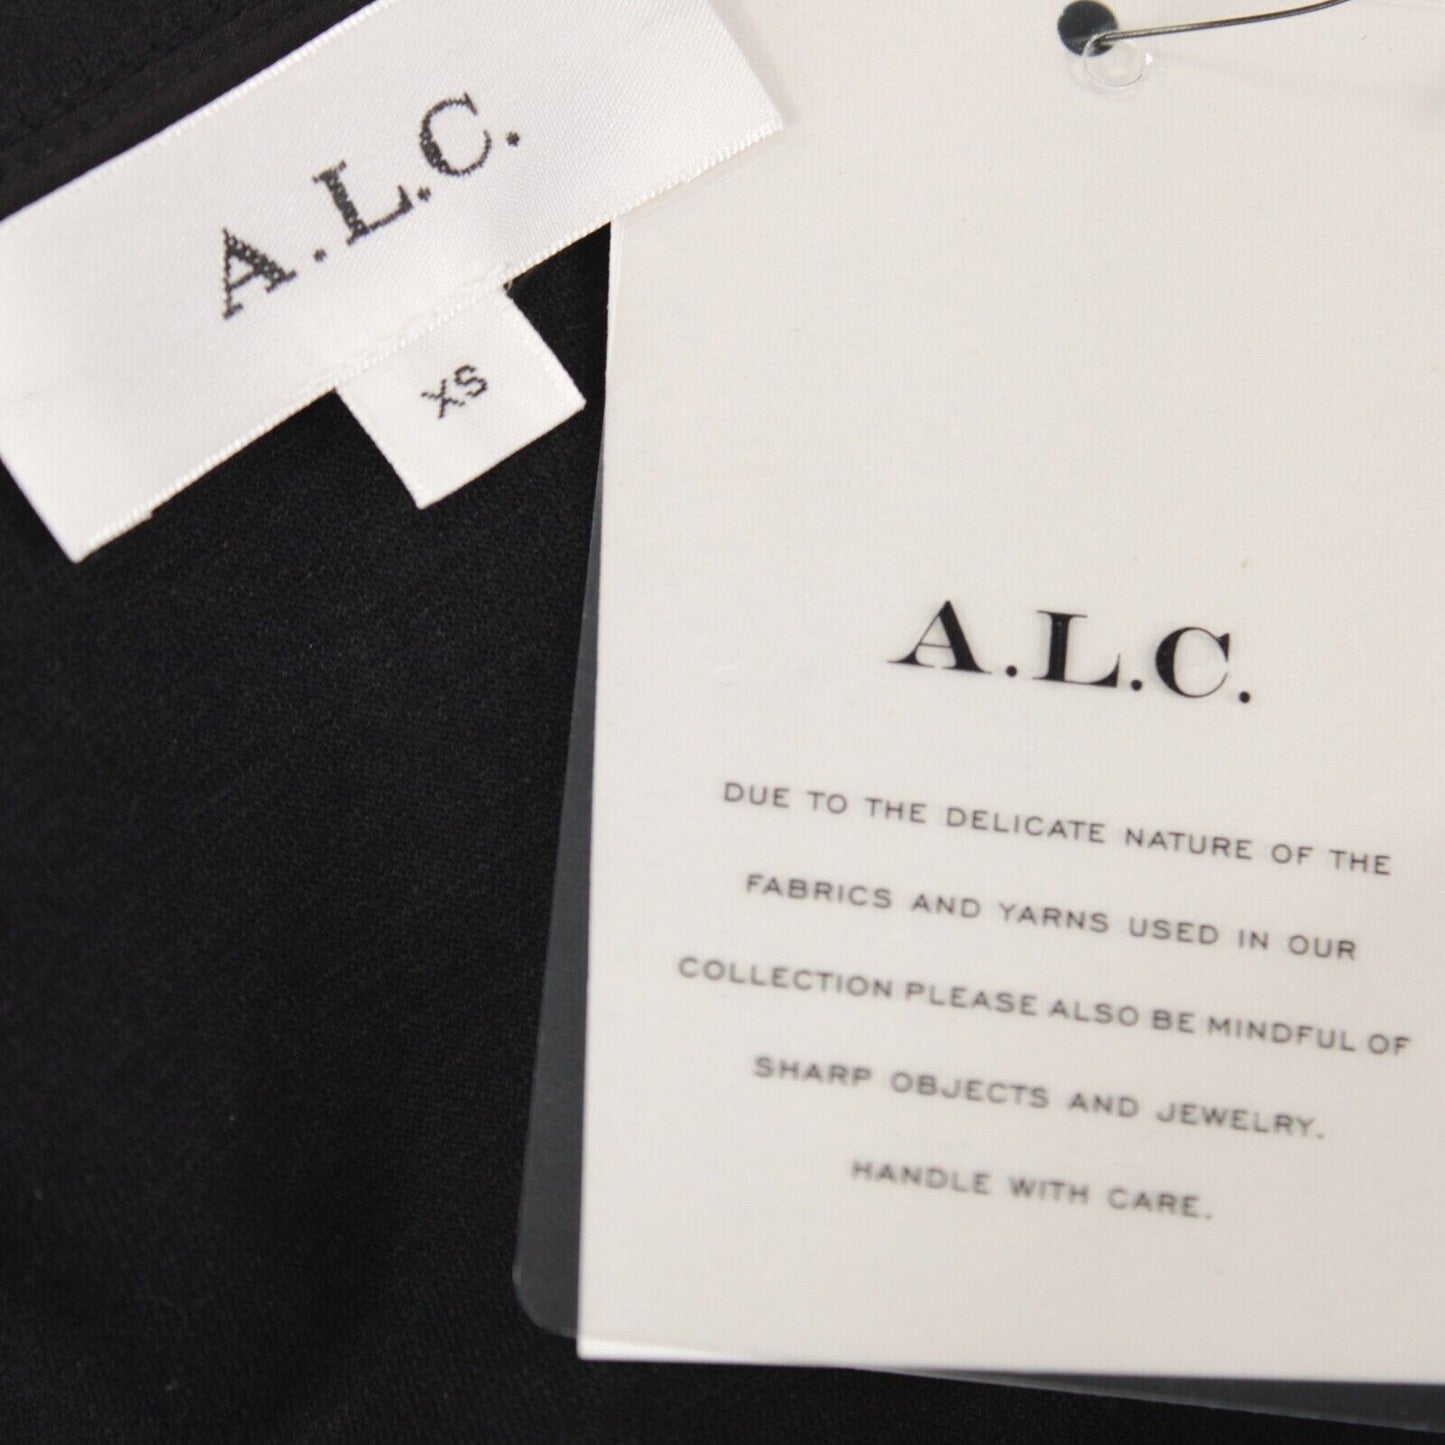 A.L.C.
XS
A.L.C.
DUE TO THE DELICATE NATURE OF THE
FABRICS AND YARNS USED IN OUR
COLLECTION PLEASE ALSO BE MINDFUL OF
SHARP OBJECTS AND JEWELRY.
HANDLE WITH CARE.